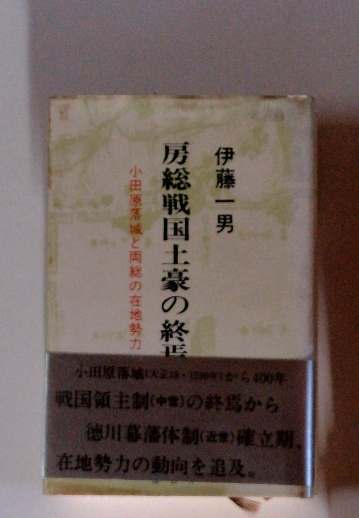 伊藤一男
房総戦国土豪の終焉
小田原落城と両総の在地勢力
小田原落城(天正18・1590年)から400年
戦国領主制(中世)の終焉から
徳川幕藩体制(近世)確立期、
在地勢力の動向を追及。